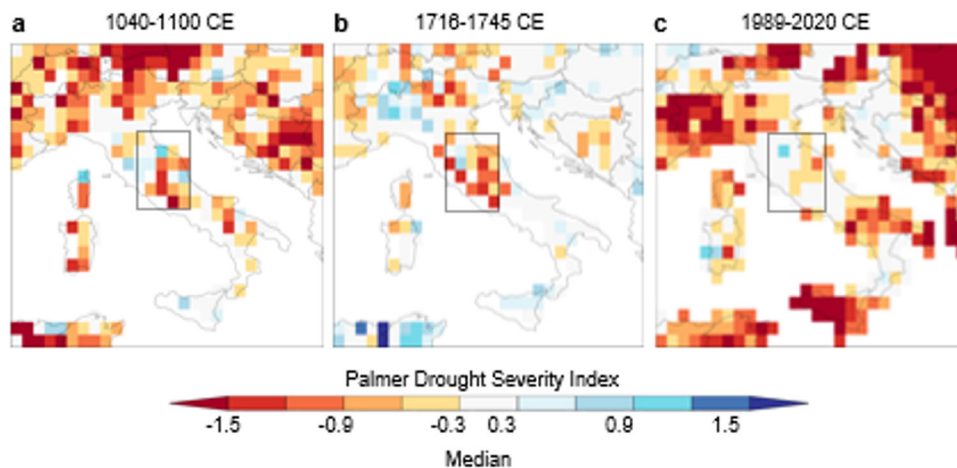 a 1040-1100 CE b 1716-1745 CE c 1989-2020 CE
Palmer Drought Severity Index
-1.5 -0.9 -0.3 0.3 0.9 1.5
Median